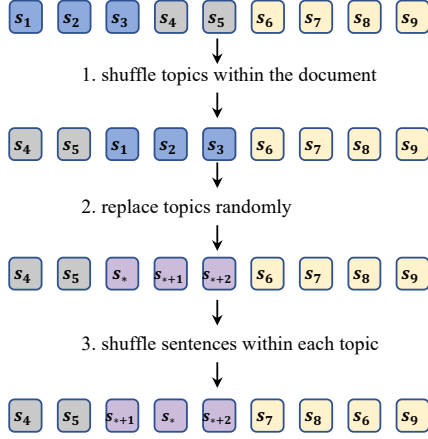 s₁ s₂ s₃ s₄ s₅ s₆ s₇ s₈ s₉
1. shuffle topics within the document
s₄ s₅ s₁ s₂ s₃ s₆ s₇ s₈ s₉
2. replace topics randomly
s₄ s₅ s* s*₊₁ s*₊₂ s₆ s₇ s₈ s₉
3. shuffle sentences within each topic
s₄ s₅ s*₊₁ s* s*₊₂ s₇ s₈ s₆ s₉